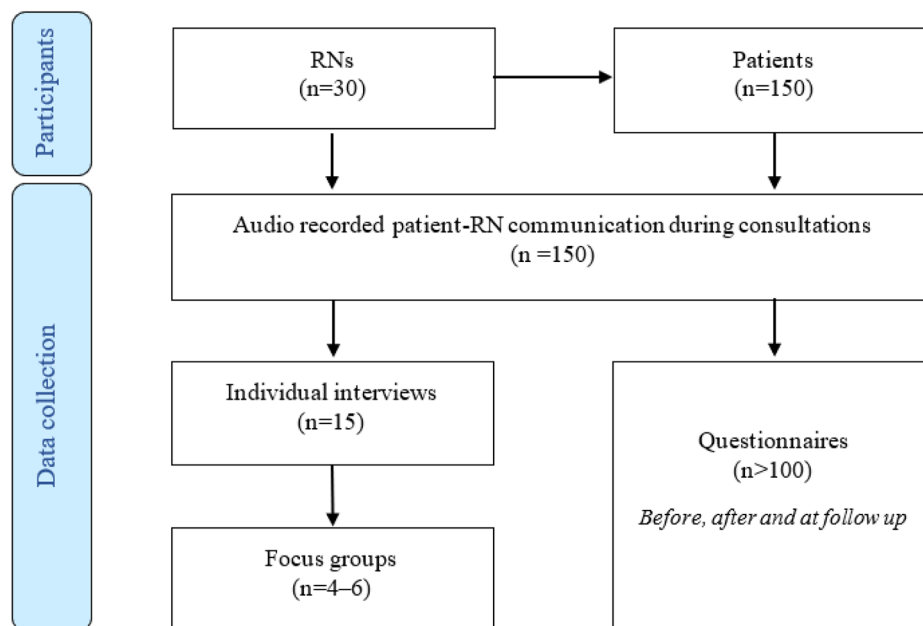 Participants
RNs
(n=30)
Patients
(n=150)
Data collection
Audio recorded patient-RN communication during consultations
(n =150)
Individual interviews
(n=15)
Questionnaires
(n>100)
Before, after and at follow up
Focus groups
(n=4–6)